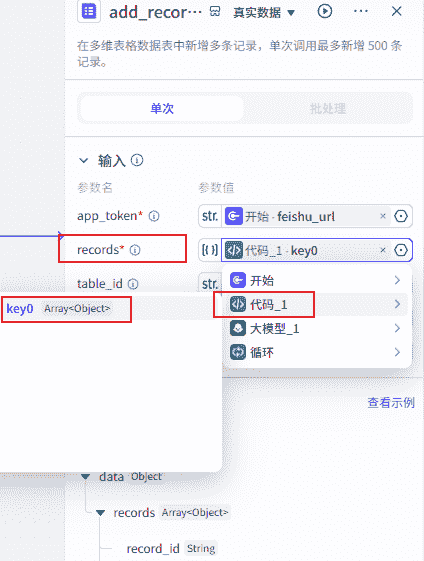 add_recor··· 真实数据
在多维表格数据表中新增多条记录，单次调用最多新增 500 条
记录。
单次 批处理
输入
参数名 参数值
app_token* str. 开始 · feishu_url
records* 代码_1 · key0
table_id str.
开始
key0 Array<Object> 代码_1
大模型_1
循环
查看示例
data Object
records Array<Object>
record_id String